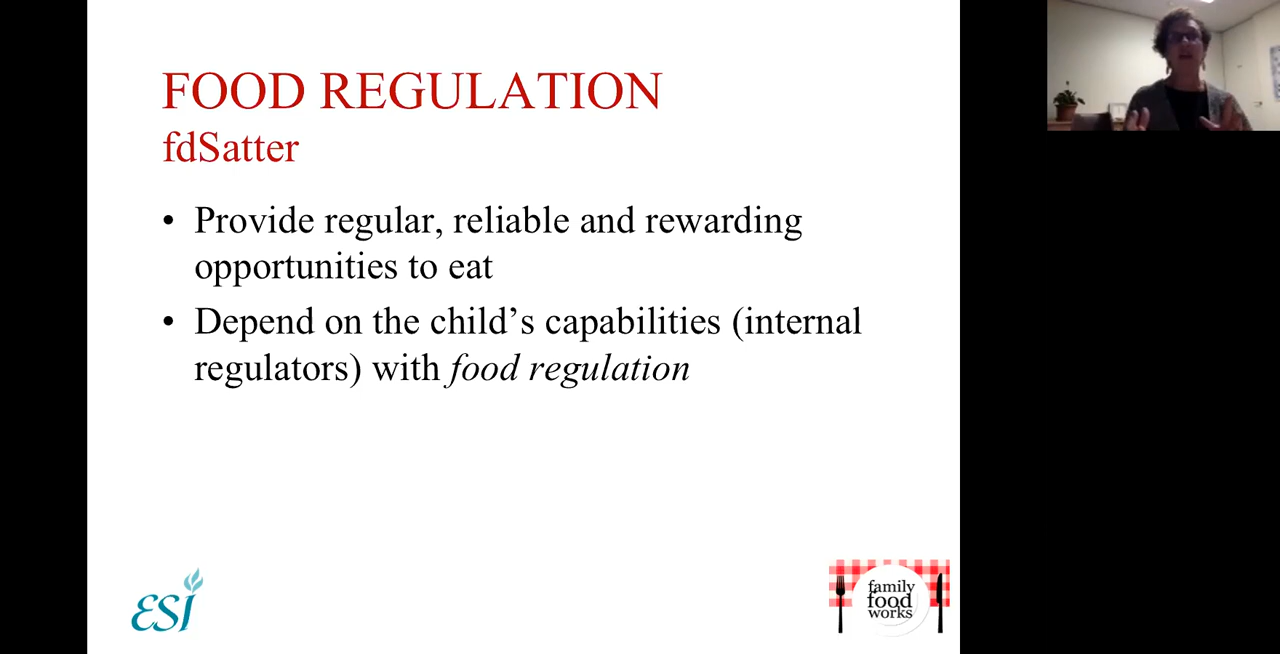 FOOD REGULATION
fdSatter
• Provide regular, reliable and rewarding
opportunities to eat
• Depend on the child’s capabilities (internal
regulators) with food regulation
ESI
family
food
works